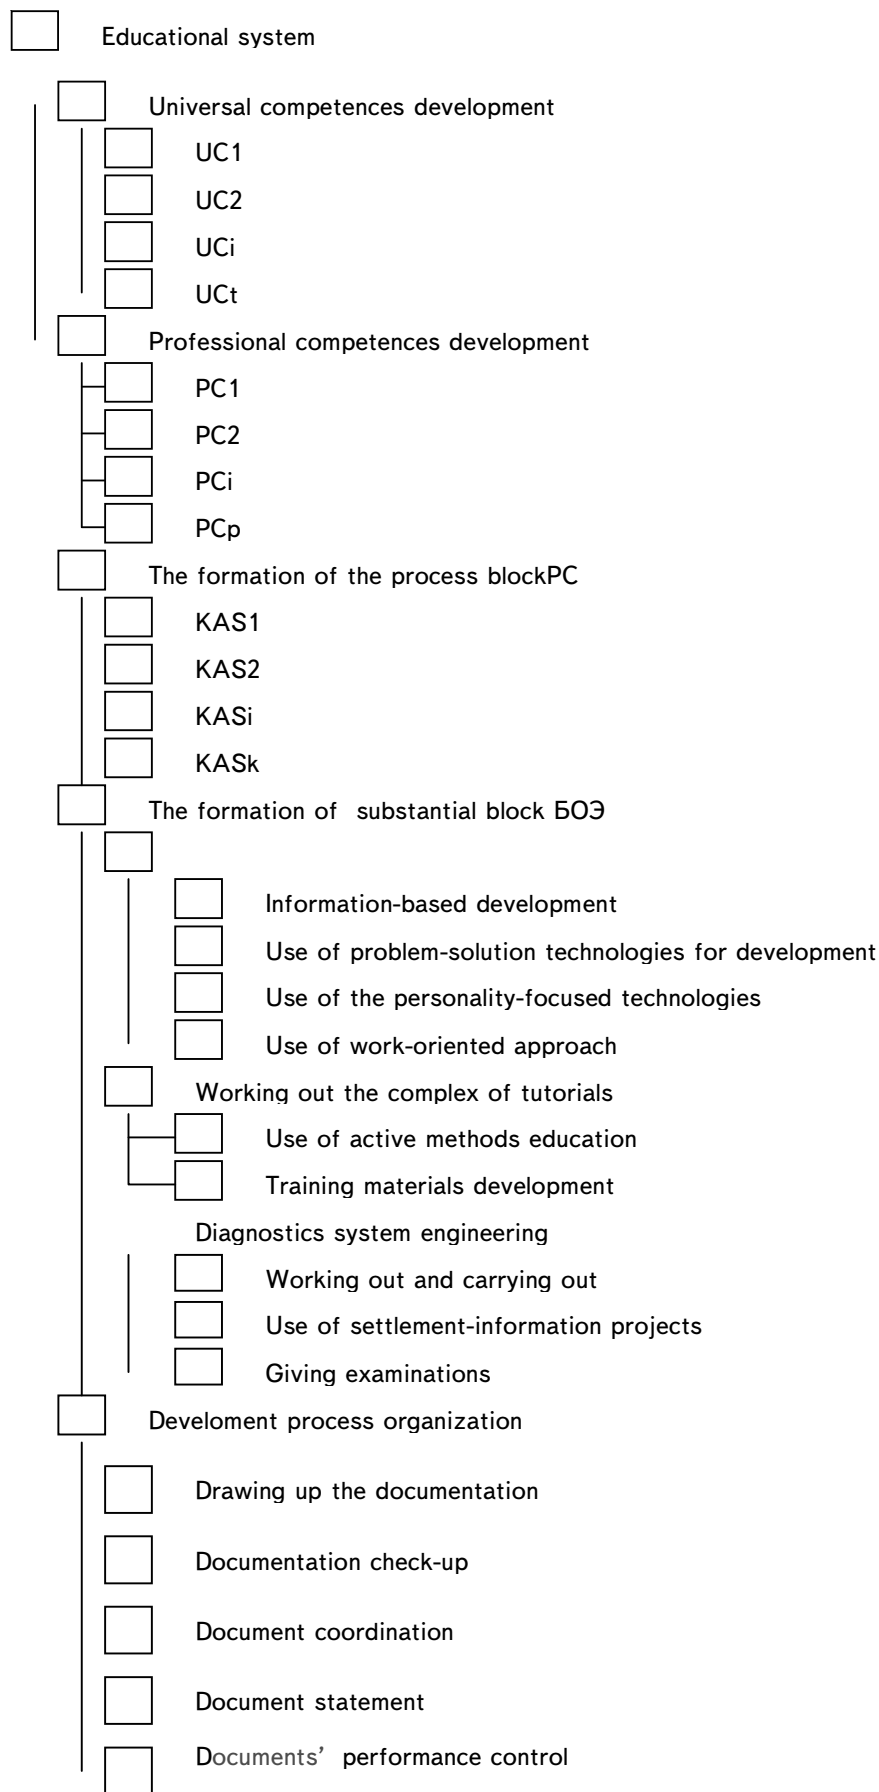 Educational system
Universal competences development
UC1
UC2
UCi
UCt
Professional competences development
PC1
PC2
PCi
PCp
The formation of the process blockPC
KAS1
KAS2
KASi
KASk
The formation of substantial block БОЭ
Information-based development
Use of problem-solution technologies for development
Use of the personality-focused technologies
Use of work-oriented approach
Working out the complex of tutorials
Use of active methods education
Training materials development
Diagnostics system engineering
Working out and carrying out
Use of settlement-information projects
Giving examinations
Develoment process organization
Drawing up the documentation
Documentation check-up
Document coordination
Document statement
Documents’ performance control